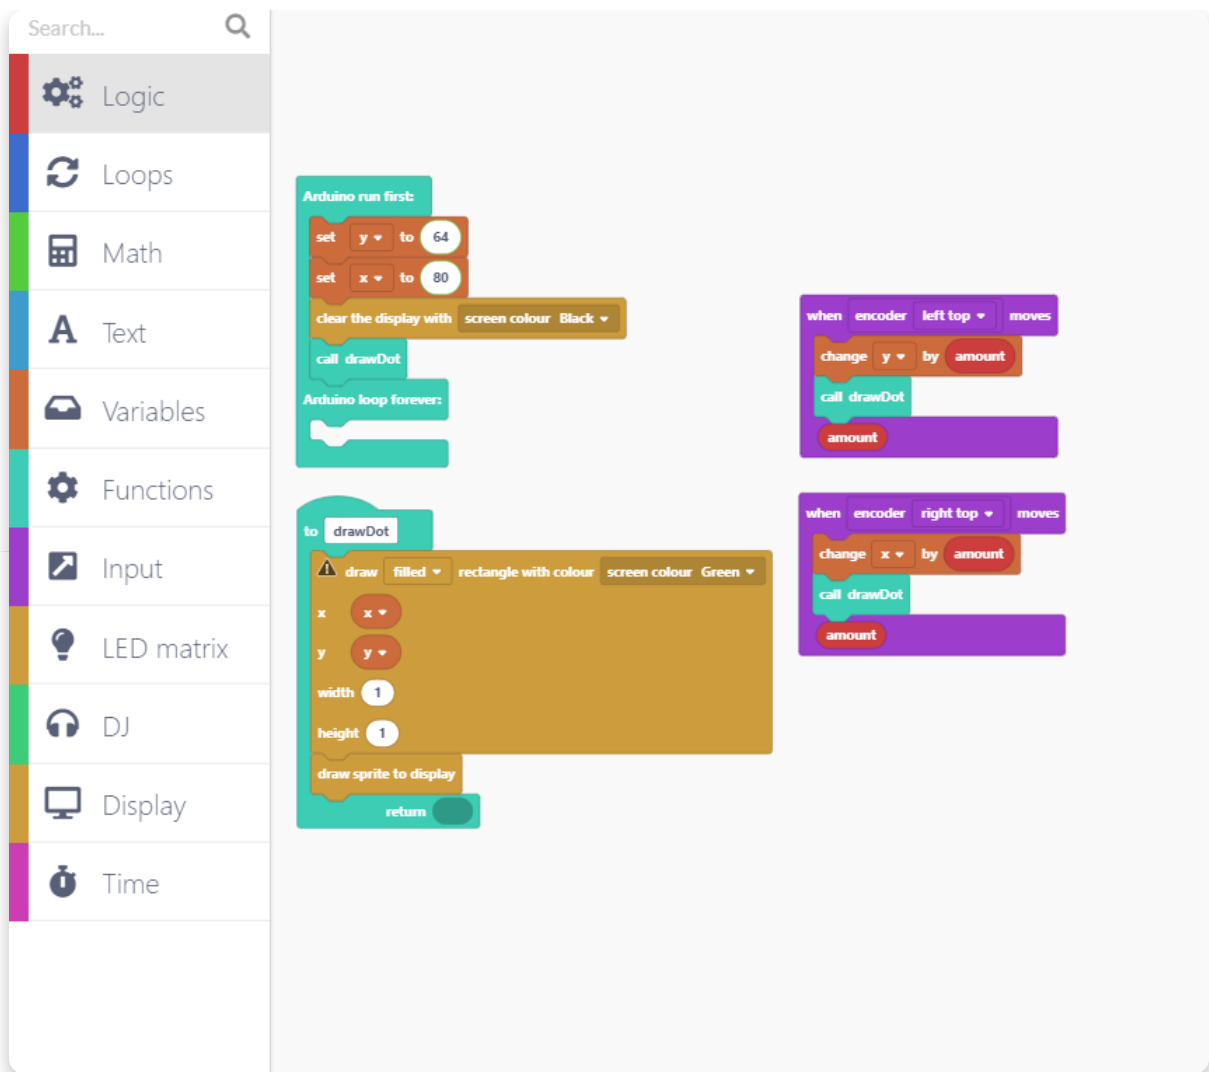 Search...
Logic
Loops
Math
Text
Variables
Functions
Input
LED matrix
DJ
Display
Time
Arduino run first:
set y to 64
set x to 80
clear the display with screen colour Black
call drawDot
Arduino loop forever:
to drawDot
draw filled rectangle with colour screen colour Green
x x
y y
width 1
height 1
draw sprite to display
return
when encoder left top moves
change y by amount
call drawDot
amount
when encoder right top moves
change x by amount
call drawDot
amount